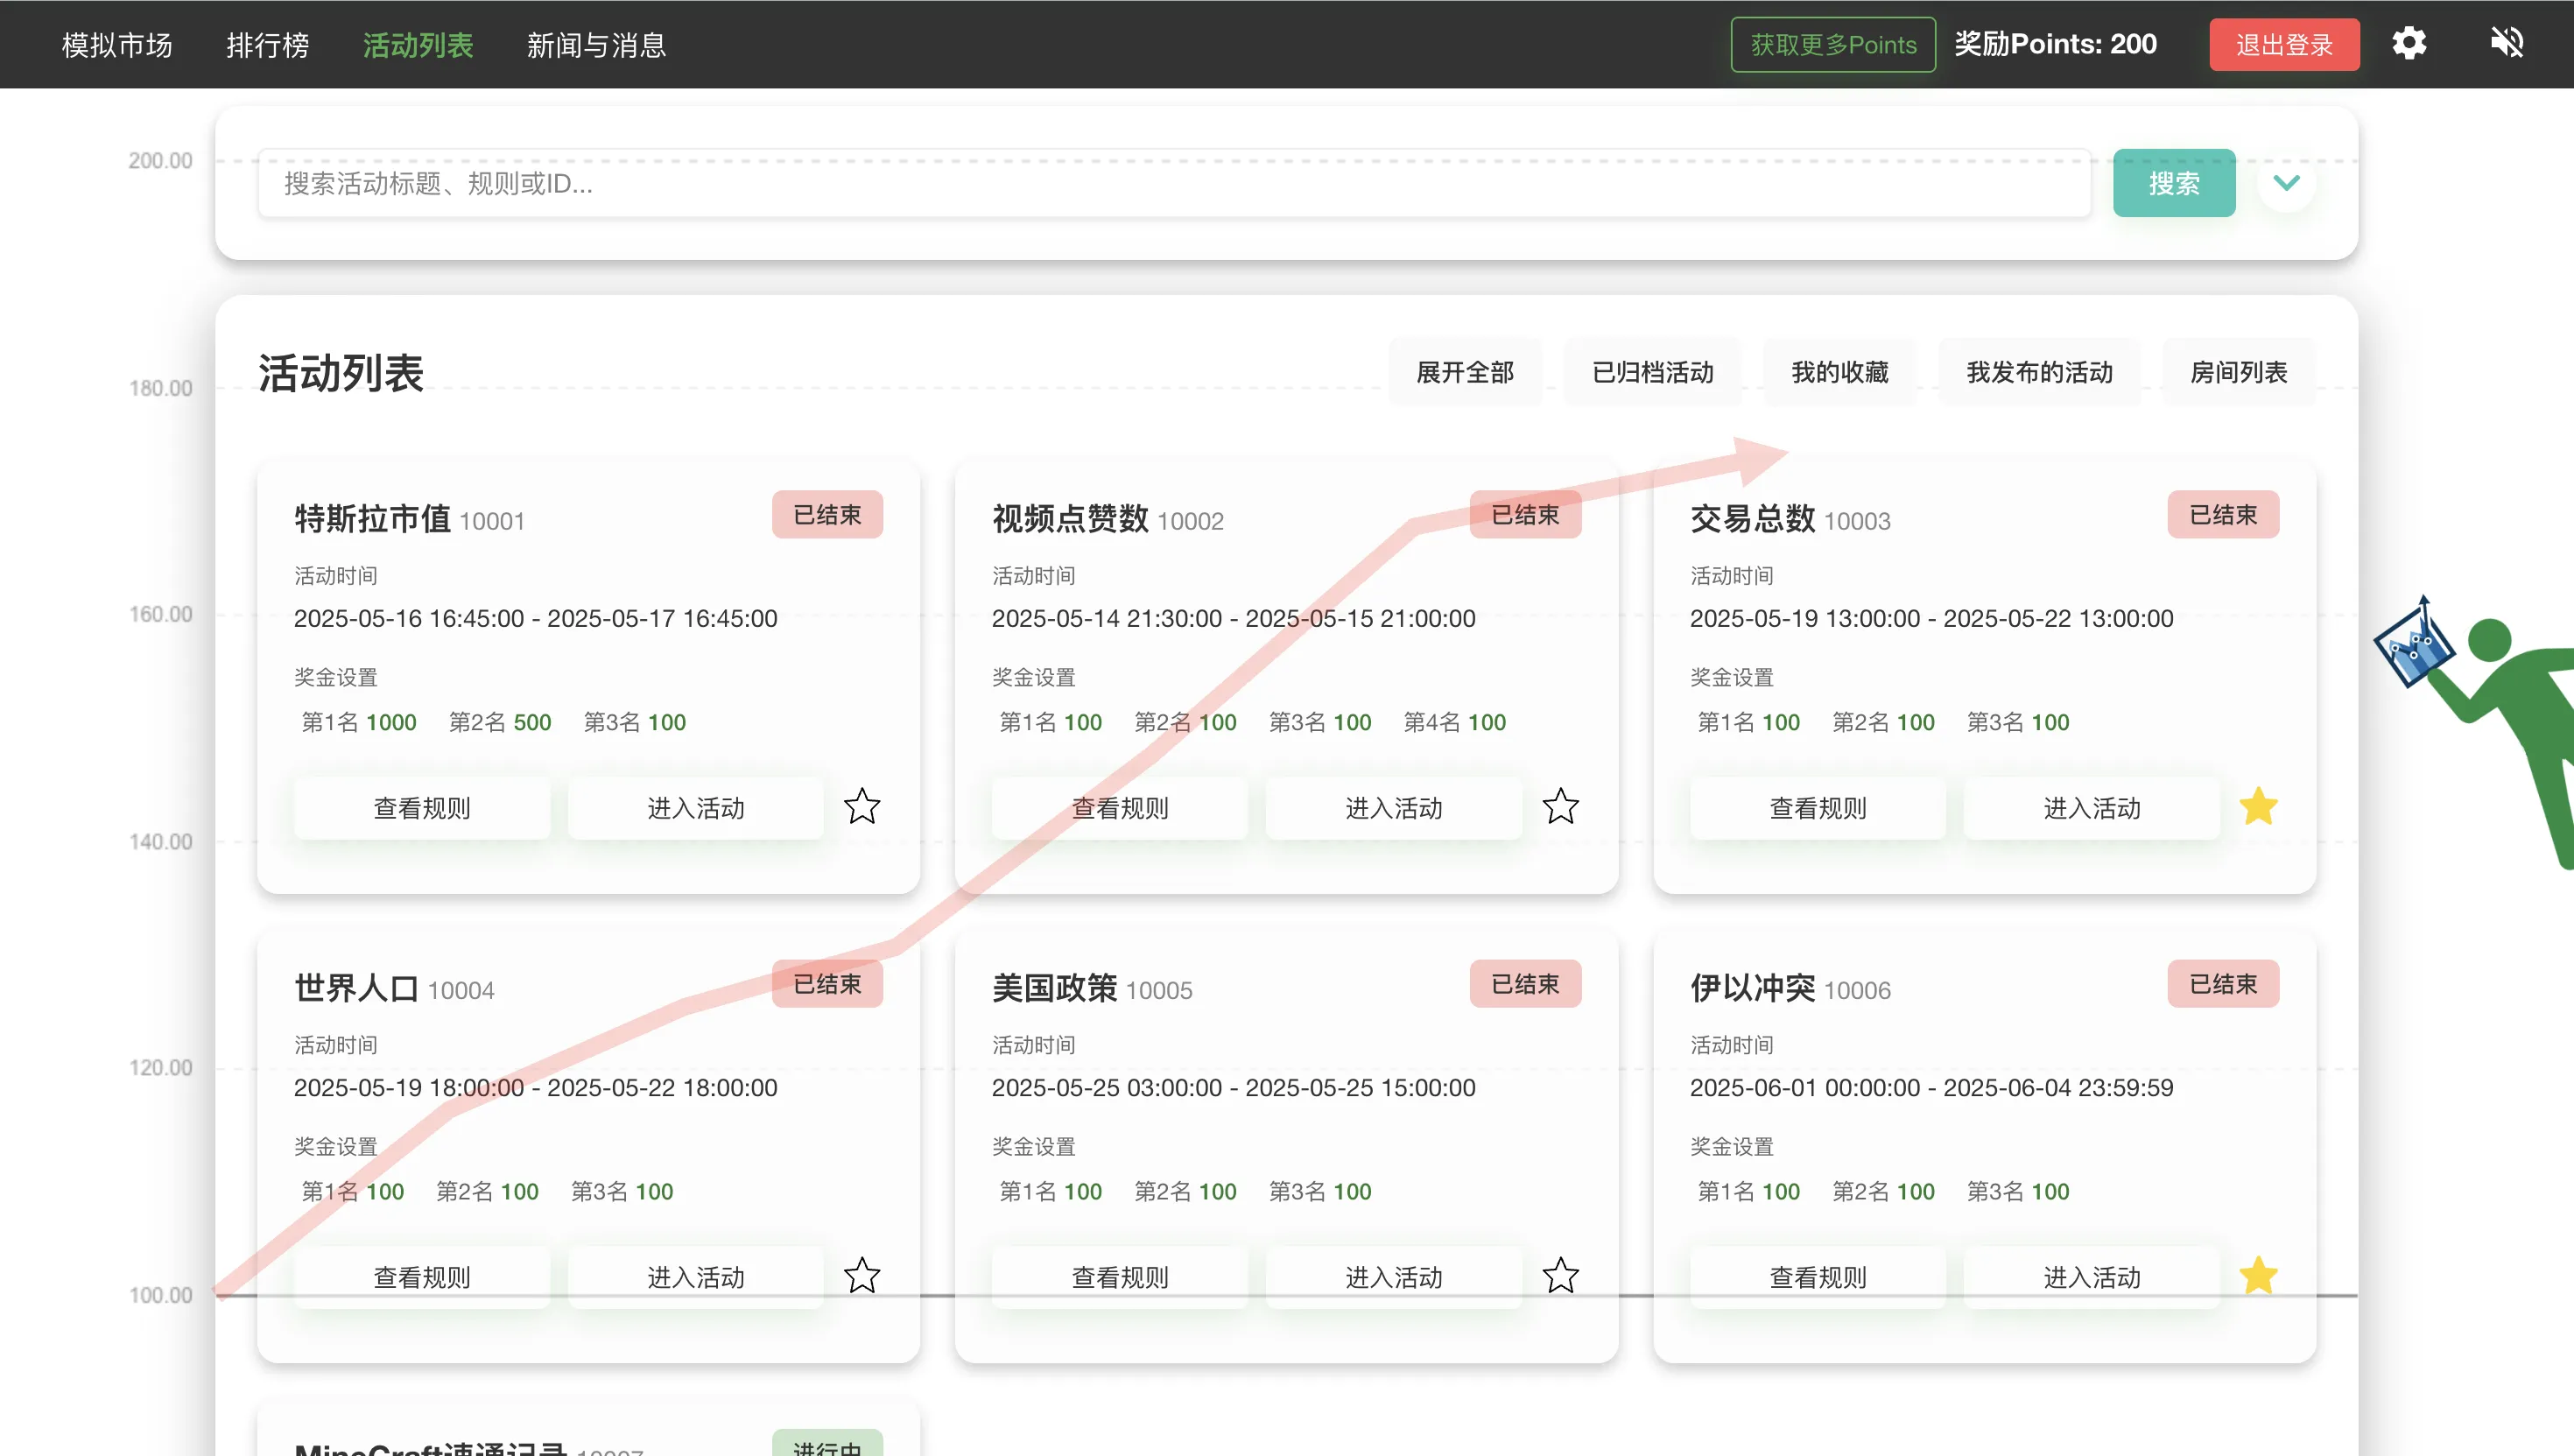 模拟市场 排行榜 活动列表 新闻与消息 获取更多Points 奖励Points: 200 退出登录
200.00
搜索活动标题、规则或ID... 搜索
180.00
活动列表 展开全部 已归档活动 我的收藏 我发布的活动 房间列表
特斯拉市值 10001 已结束
活动时间
2025-05-16 16:45:00 - 2025-05-17 16:45:00
奖金设置
第1名 1000 第2名 500 第3名 100
查看规则 进入活动
视频点赞数 10002 已结束
活动时间
2025-05-14 21:30:00 - 2025-05-15 21:00:00
奖金设置
第1名 100 第2名 100 第3名 100 第4名 100
查看规则 进入活动
交易总数 10003 已结束
活动时间
2025-05-19 13:00:00 - 2025-05-22 13:00:00
奖金设置
第1名 100 第2名 100 第3名 100
查看规则 进入活动
160.00
140.00
世界人口 10004 已结束
活动时间
2025-05-19 18:00:00 - 2025-05-22 18:00:00
奖金设置
第1名 100 第2名 100 第3名 100
查看规则 进入活动
美国政策 10005 已结束
活动时间
2025-05-25 03:00:00 - 2025-05-25 15:00:00
奖金设置
第1名 100 第2名 100 第3名 100
查看规则 进入活动
伊以冲突 10006 已结束
活动时间
2025-06-01 00:00:00 - 2025-06-04 23:59:59
奖金设置
第1名 100 第2名 100 第3名 100
查看规则 进入活动
120.00
100.00
MineCraft速通记录 10007 进行中